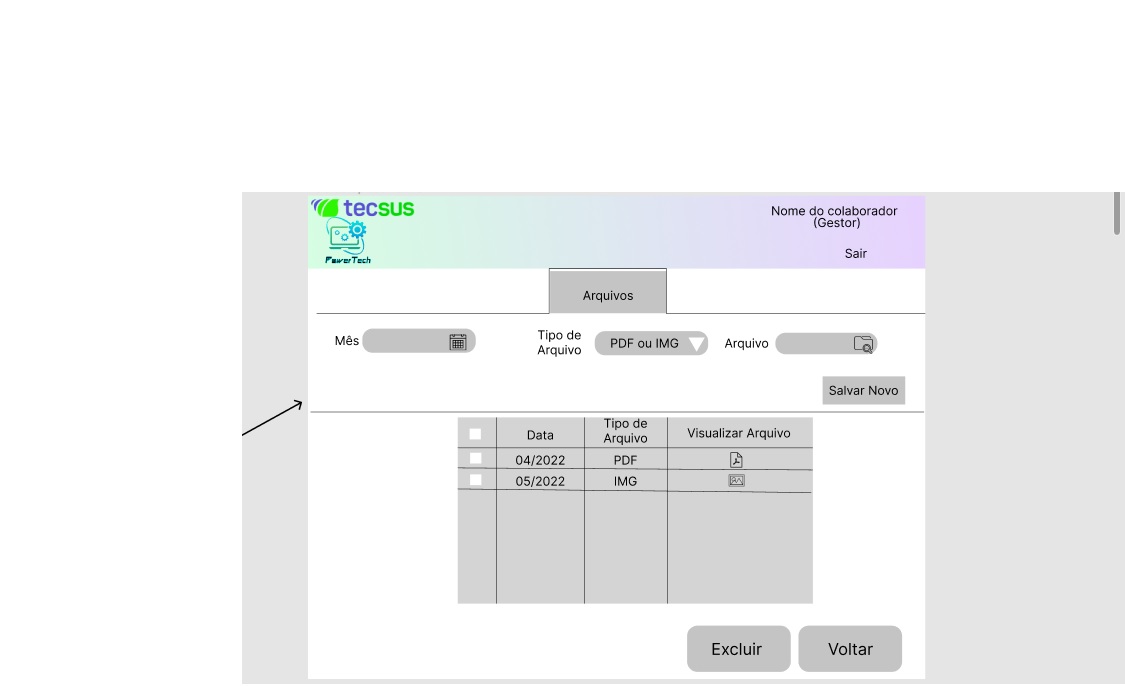 tecsus
PowerTech
Nome do colaborador
(Gestor)
Sair
Arquivos
Mês
Tipo de
Arquivo
PDF ou IMG
Arquivo
Salvar Novo
Data
Tipo de
Arquivo
Visualizar Arquivo
04/2022
PDF
05/2022
IMG
Excluir
Voltar